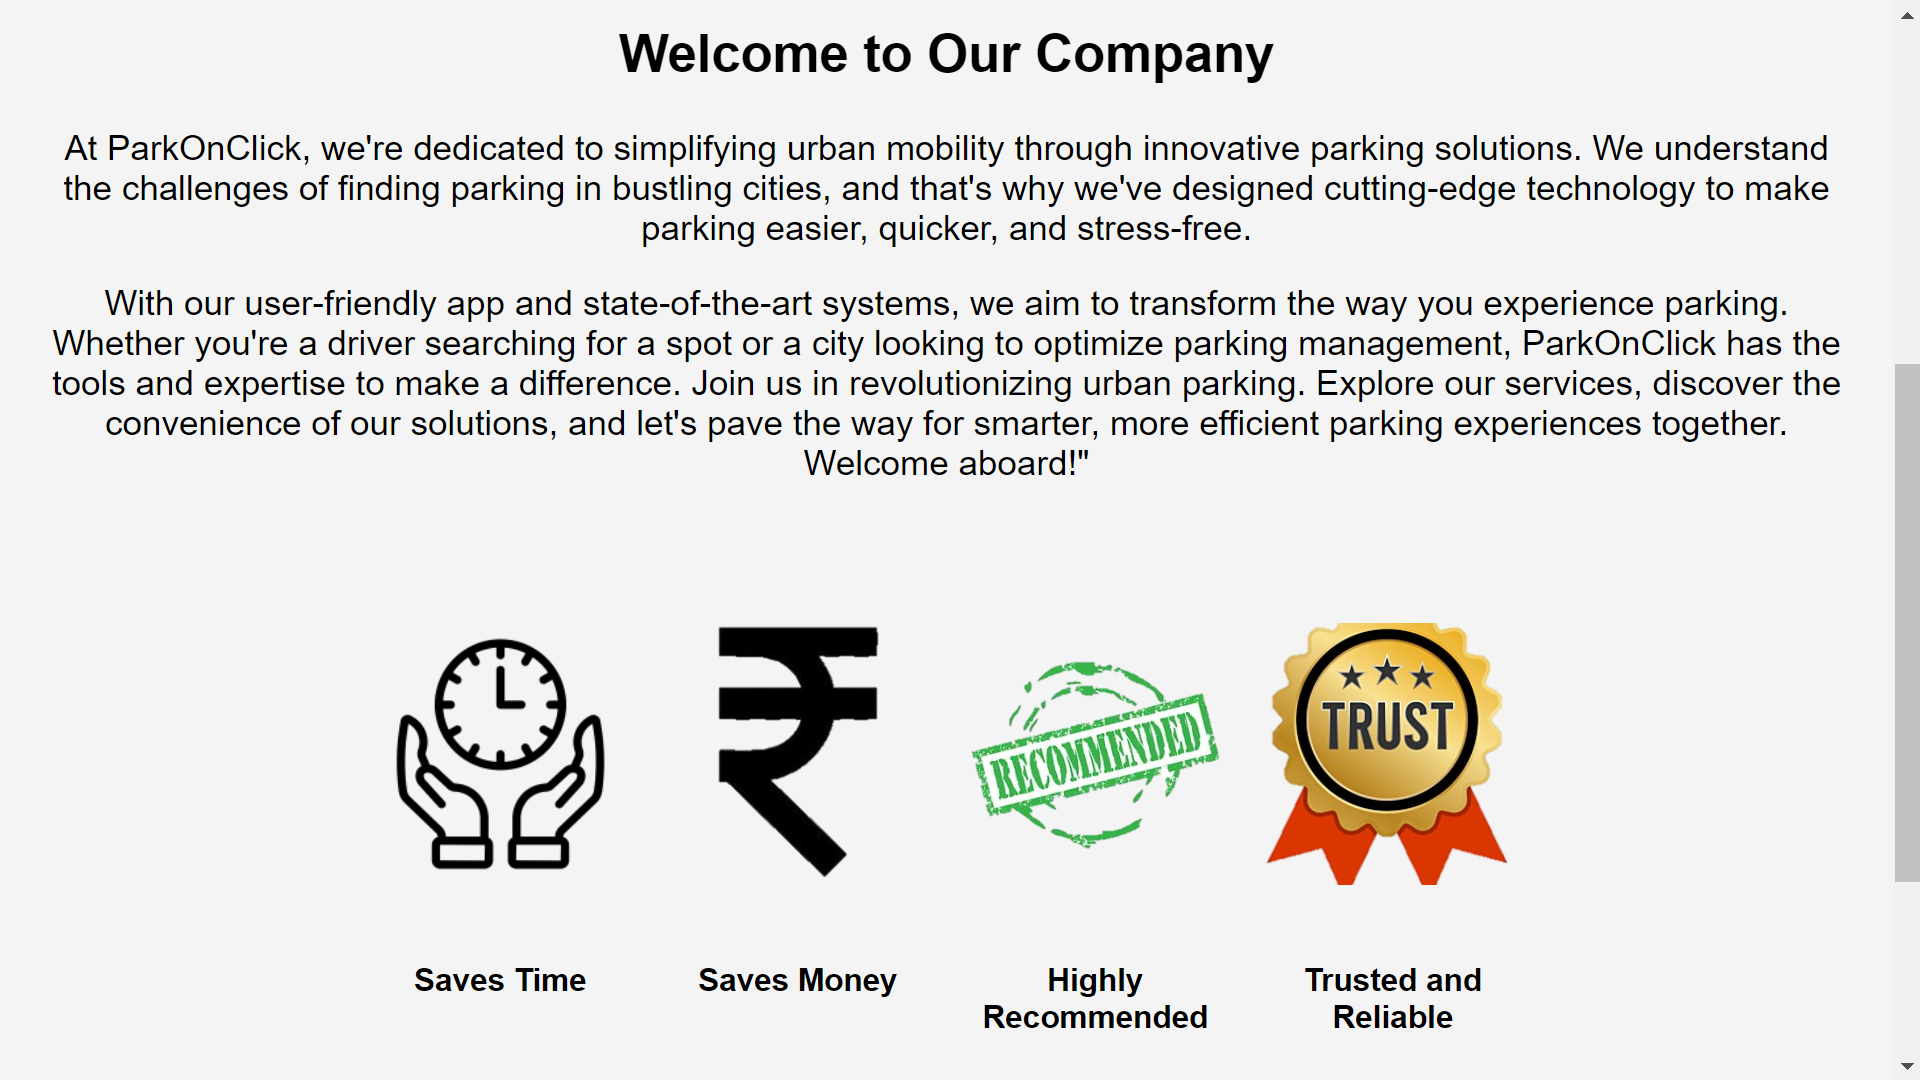 Welcome to Our Company
At ParkOnClick, we're dedicated to simplifying urban mobility through innovative parking solutions. We understand
the challenges of finding parking in bustling cities, and that's why we've designed cutting-edge technology to make
parking easier, quicker, and stress-free.
With our user-friendly app and state-of-the-art systems, we aim to transform the way you experience parking.
Whether you're a driver searching for a spot or a city looking to optimize parking management, ParkOnClick has the
tools and expertise to make a difference. Join us in revolutionizing urban parking. Explore our services, discover the
convenience of our solutions, and let's pave the way for smarter, more efficient parking experiences together.
Welcome aboard!"
₹
RECOMMENDED
TRUST
Saves Time
Saves Money
Highly
Recommended
Trusted and
Reliable